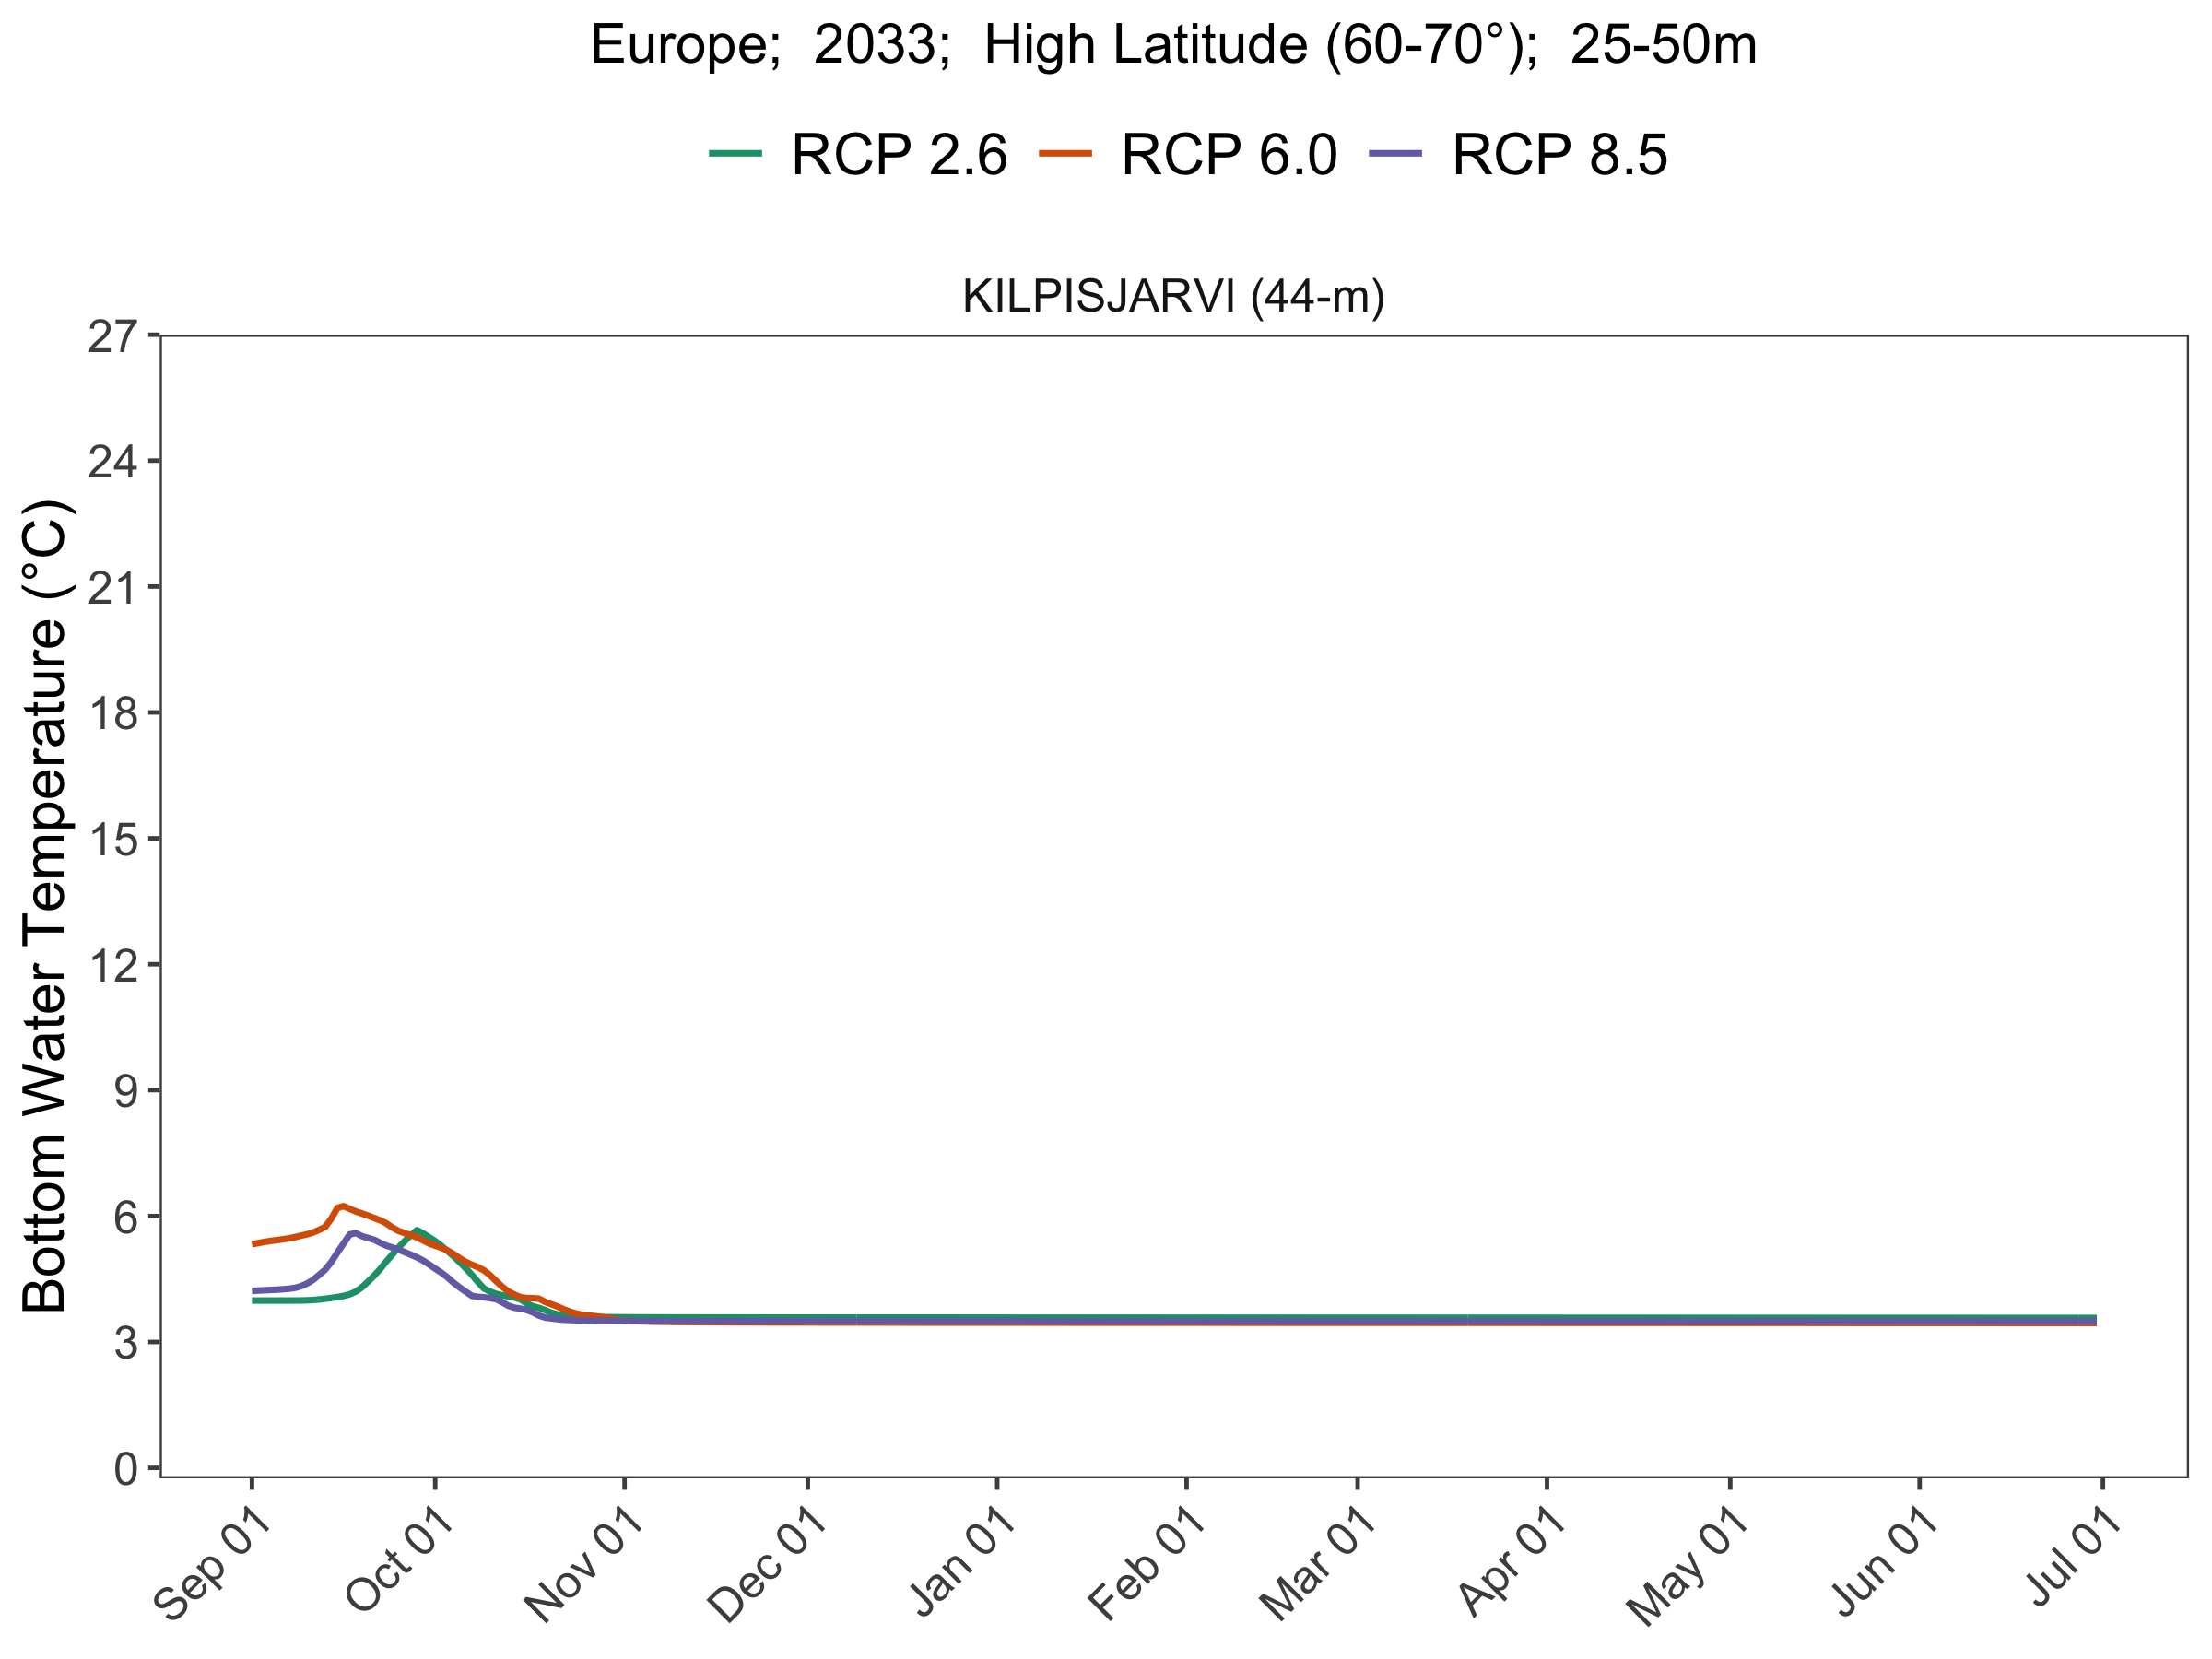 Europe;  2033;  High Latitude (60-70°);  25-50m
RCP 2.6 RCP 6.0 RCP 8.5
KILPISJARVI (44-m)
Bottom Water Temperature (°C)
27
24
21
18
15
12
9
6
3
0
Sep 01 Oct 01 Nov 01 Dec 01 Jan 01 Feb 01 Mar 01 Apr 01 May 01 Jun 01 Jul 01